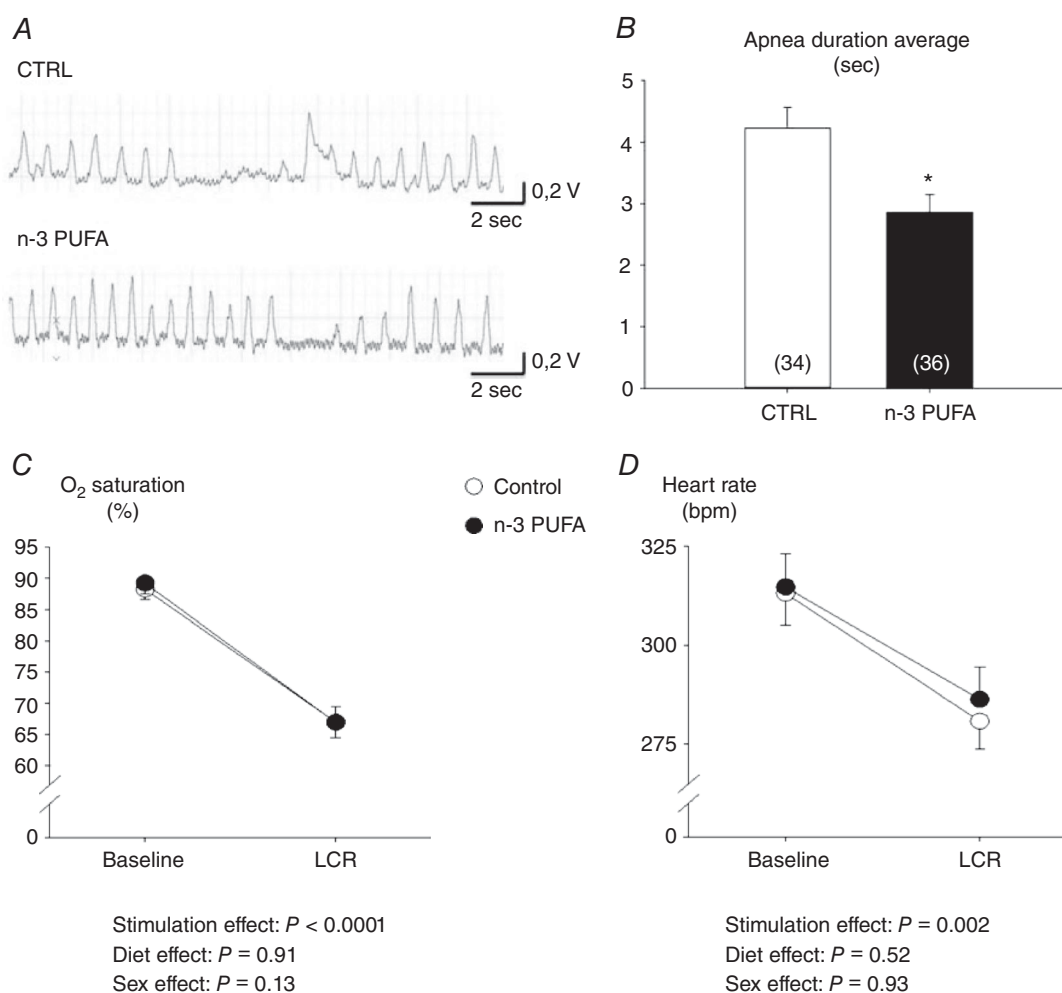 A
CTRL
0,2 V
2 sec
n-3 PUFA
0,2 V
2 sec
B
Apnea duration average
(sec)
5
4
3
2
1
0
*
(34)
(36)
CTRL
n-3 PUFA
C
O₂ saturation
(%)
Control
n-3 PUFA
95
90
85
70
65
60
0
Baseline
LCR
Stimulation effect: P < 0.0001
Diet effect: P = 0.91
Sex effect: P = 0.13
D
Heart rate
(bpm)
325
300
275
0
Baseline
LCR
Stimulation effect: P = 0.002
Diet effect: P = 0.52
Sex effect: P = 0.93